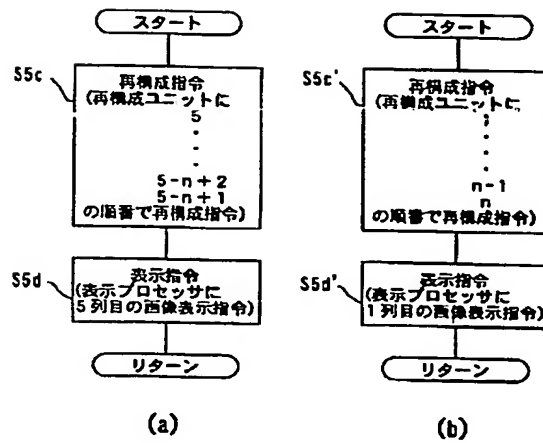 スタート
S5c
再構成指令
(再構成ユニットに
5
・
・
・
5-n+2
5-n+1
の順番で再構成指令)
S5d
表示指令
(表示プロセッサに
5列目の画像表示指令)
リターン
(a)
スタート
S5c'
再構成指令
(再構成ユニットに
・
・
・
n-1
n
の順番で再構成指令)
S5d'
表示指令
(表示プロセッサに
1列目の画像表示指令)
リターン
(b)